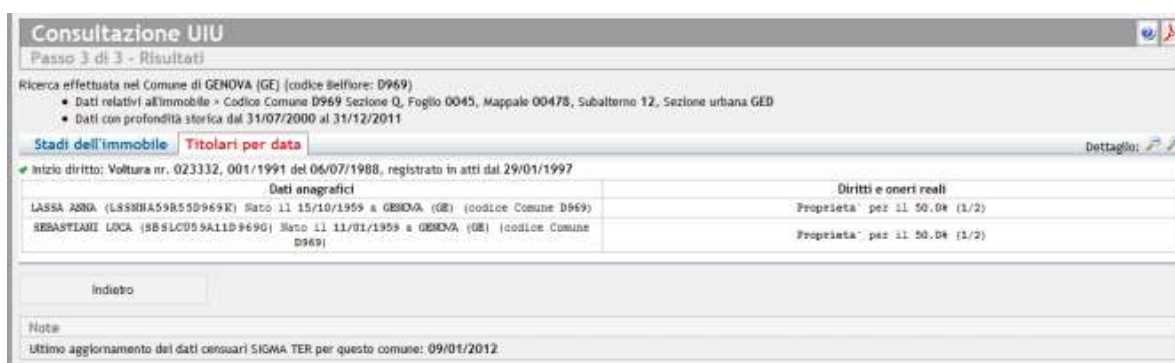 Consultazione UIU
Passo 3 di 3 - Risultati
Ricerca effettuata nel Comune di GENOVA (GE) (codice Belfiore: D969)
Dati relativi all'immobile > Codice Comune D969 Sezione Q, Foglio 0045, Mappale 00478, Subalterno 12, Sezione urbana GED
Dati con profondità storica dal 31/07/2000 al 31/12/2011
Stadi dell'immobile Titolari per data Dettaglio:
Inizio diritto: Voltura nr. 023332, 001/1991 del 06/07/1988, registrato in atti dal 29/01/1997
Dati anagrafici Diritti e oneri reali
LASSA ANNA (LSSNNA59R55D969K) Nato il 15/10/1959 a GENOVA (GE) (codice Comune D969) Proprieta` per il 50.0% (1/2)
SEBASTIANI LUCA (SBSLCU59A11D969G) Nato il 11/01/1959 a GENOVA (GE) (codice Comune
D969) Proprieta` per il 50.0% (1/2)
Indietro
Note
Ultimo aggiornamento dei dati censuari SIGMA TER per questo comune: 09/01/2012